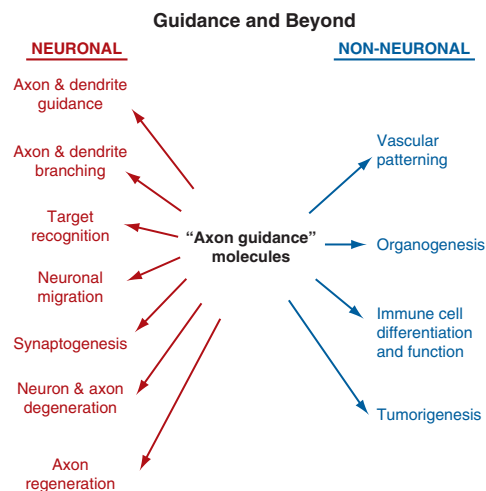 Guidance and Beyond
NEURONAL
Axon & dendrite
guidance
Axon & dendrite
branching
Target
recognition
Neuronal
migration
Synaptogenesis
Neuron & axon
degeneration
Axon
regeneration
“Axon guidance”
molecules
NON-NEURONAL
Vascular
patterning
Organogenesis
Immune cell
differentiation
and function
Tumorigenesis